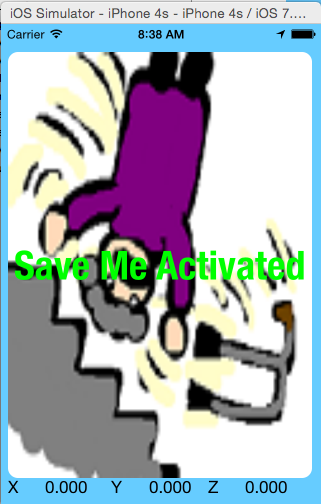 iOS Simulator - iPhone 4s - iPhone 4s / iOS 7....
Carrier 8:38 AM
Save Me Activated
X 0.000 Y 0.000 Z 0.000